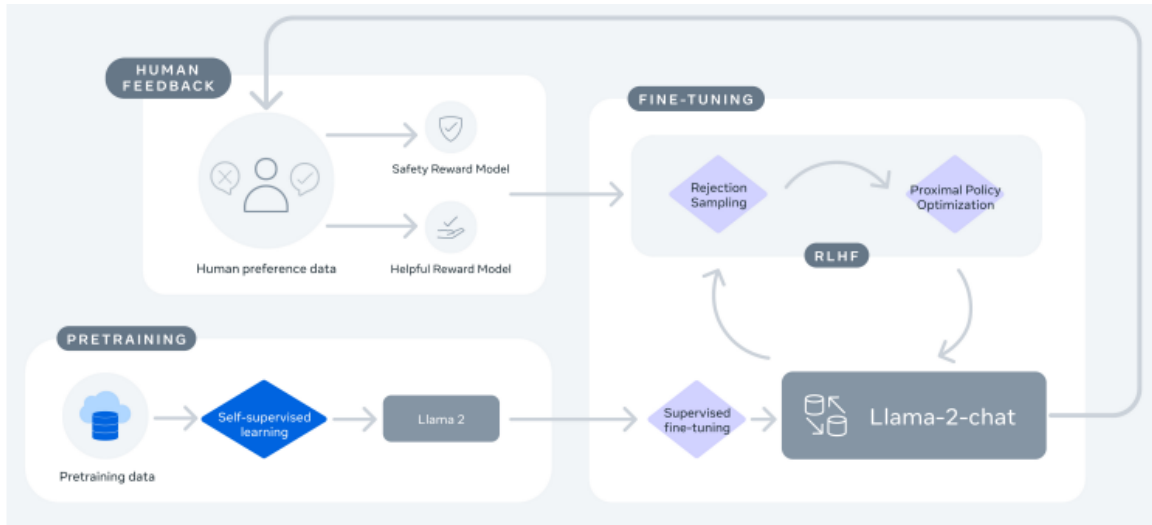 HUMAN
FEEDBACK
Safety Reward Model
Human preference data
Helpful Reward Model
FINE-TUNING
Rejection
Sampling
Proximal Policy
Optimization
RLHF
PRETRAINING
Self-supervised
learning
Llama 2
Pretraining data
Supervised
fine-tuning
Llama-2-chat